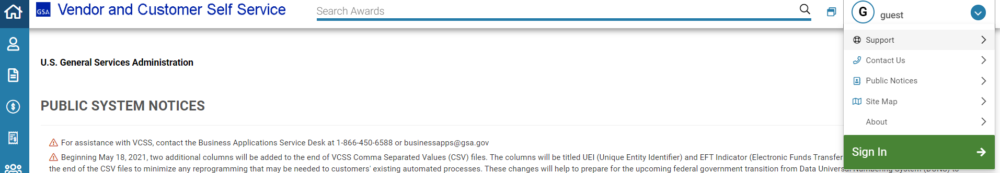 GSA Vendor and Customer Self Service
Search Awards
G guest
Support
Contact Us
Public Notices
Site Map
About
Sign In
U.S. General Services Administration
PUBLIC SYSTEM NOTICES
For assistance with VCSS, contact the Business Applications Service Desk at 1-866-450-6588 or businessapps@gsa.gov
Beginning May 18, 2021, two additional columns will be added to the end of VCSS Comma Separated Values (CSV) files. The columns will be titled UEI (Unique Entity Identifier) and EFT Indicator (Electronic Funds Transfer
the end of the CSV files to minimize any reprogramming that may be needed to customers' existing automated processes. These changes will help to prepare for the upcoming federal government transition from Data Universal Numbering System (DUNS) to